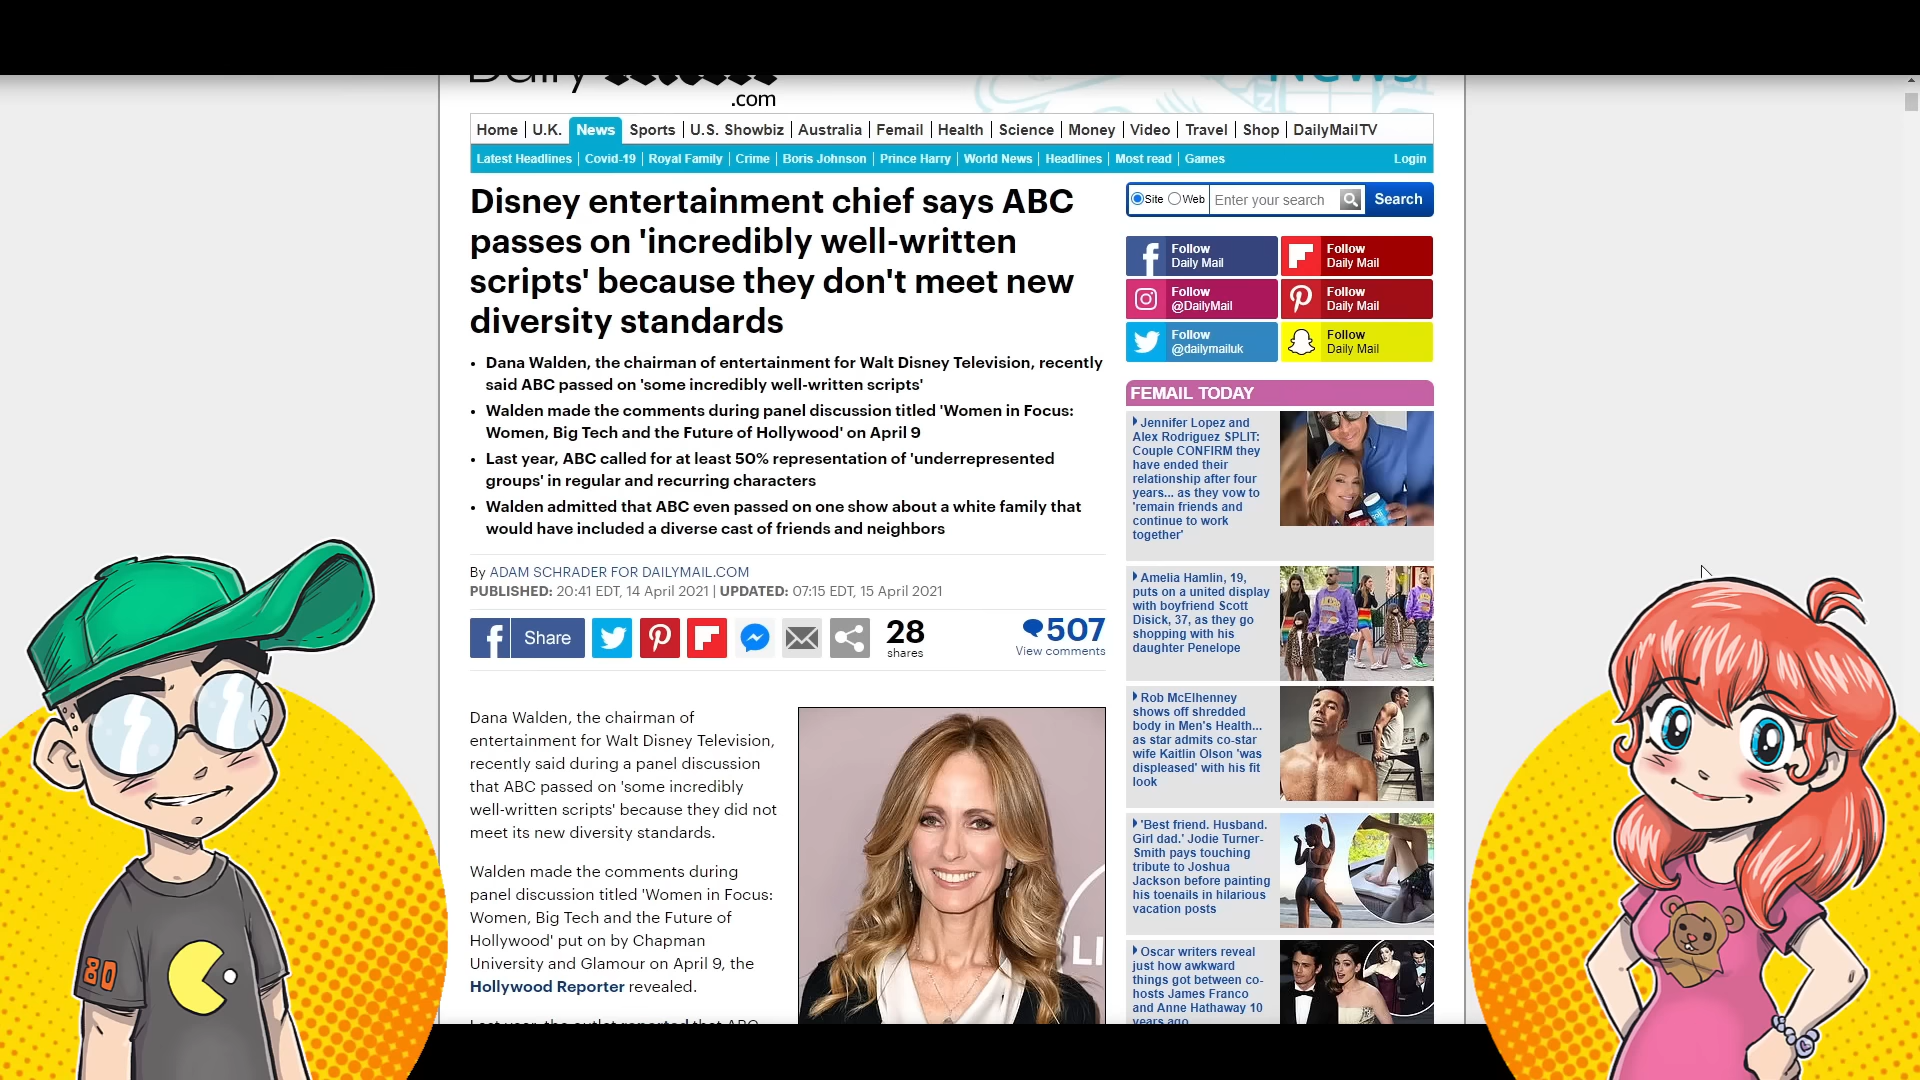 Daily
News
.com
Home | U.K. News Sports | U.S. Showbiz | Australia | Femail | Health | Science | Money | Video | Travel | Shop | DailyMailTV
Latest Headlines | Covid-19 | Royal Family | Crime | Boris Johnson | Prince Harry | World News | Headlines | Most read | Games
Login
Disney entertainment chief says ABC
passes on 'incredibly well-written
scripts' because they don't meet new
diversity standards
• Dana Walden, the chairman of entertainment for Walt Disney Television, recently
said ABC passed on 'some incredibly well-written scripts'
• Walden made the comments during panel discussion titled 'Women in Focus:
Women, Big Tech and the Future of Hollywood' on April 9
• Last year, ABC called for at least 50% representation of 'underrepresented
groups' in regular and recurring characters
• Walden admitted that ABC even passed on one show about a white family that
would have included a diverse cast of friends and neighbors
By ADAM SCHRADER FOR DAILYMAIL.COM
PUBLISHED: 20:41 EDT, 14 April 2021 | UPDATED: 07:15 EDT, 15 April 2021
Share
28
shares
507
View comments
Dana Walden, the chairman of
entertainment for Walt Disney Television,
recently said during a panel discussion
that ABC passed on 'some incredibly
well-written scripts' because they did not
meet its new diversity standards.
Walden made the comments during
panel discussion titled 'Women in Focus:
Women, Big Tech and the Future of
Hollywood' put on by Chapman
University and Glamour on April 9, the
Hollywood Reporter revealed.
Last year, the outlet reported that ABC
LI
Site Web Enter your search Search
Follow
Daily Mail
Follow
Daily Mail
Follow
@DailyMail
Follow
Daily Mail
Follow
@dailymailuk
Follow
Daily Mail
FEMAIL TODAY
Jennifer Lopez and
Alex Rodriguez SPLIT:
Couple CONFIRM they
have ended their
relationship after four
years... as they vow to
'remain friends and
continue to work
together'
Amelia Hamlin, 19,
puts on a united display
with boyfriend Scott
Disick, 37, as they go
shopping with his
daughter Penelope
Rob McElhenney
shows off shredded
body in Men's Health...
as star admits co-star
wife Kaitlin Olson 'was
displeased' with his fit
look
'Best friend. Husband.
Girl dad.' Jodie Turner-
Smith pays touching
tribute to Joshua
Jackson before painting
his toenails in hilarious
vacation posts
Oscar writers reveal
just how awkward
things got between co-
hosts James Franco
and Anne Hathaway 10
years ago
80